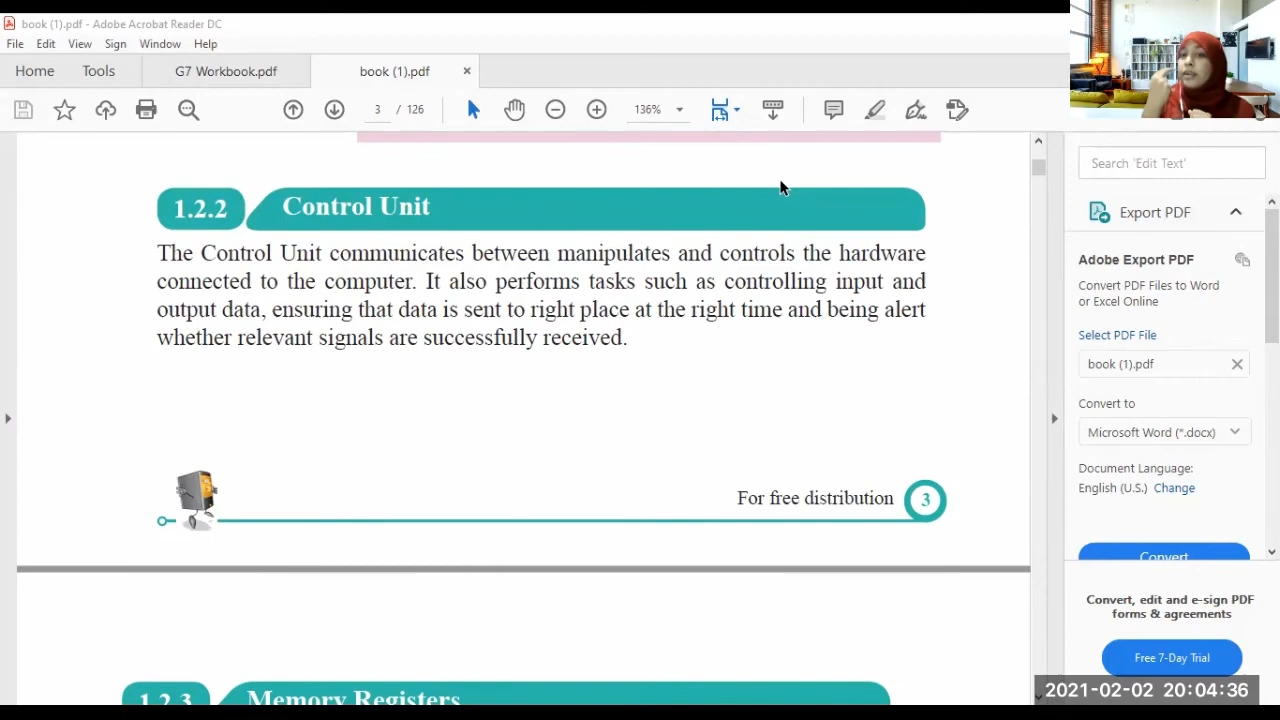 book (1).pdf - Adobe Acrobat Reader DC
File Edit View Sign Window Help
Home Tools G7 Workbook.pdf book (1).pdf ×
3 / 126 136%
1.2.2 Control Unit
The Control Unit communicates between manipulates and controls the hardware
connected to the computer. It also performs tasks such as controlling input and
output data, ensuring that data is sent to right place at the right time and being alert
whether relevant signals are successfully received.
For free distribution 3
1.2.3 Memory Registers
Search 'Edit Text'
Export PDF
Adobe Export PDF
Convert PDF Files to Word
or Excel Online
Select PDF File
book (1).pdf
Convert to
Microsoft Word (*.docx)
Document Language:
English (U.S.) Change
Convert
Convert, edit and e-sign PDF
forms & agreements
Free 7-Day Trial
2021-02-02 20:04:36